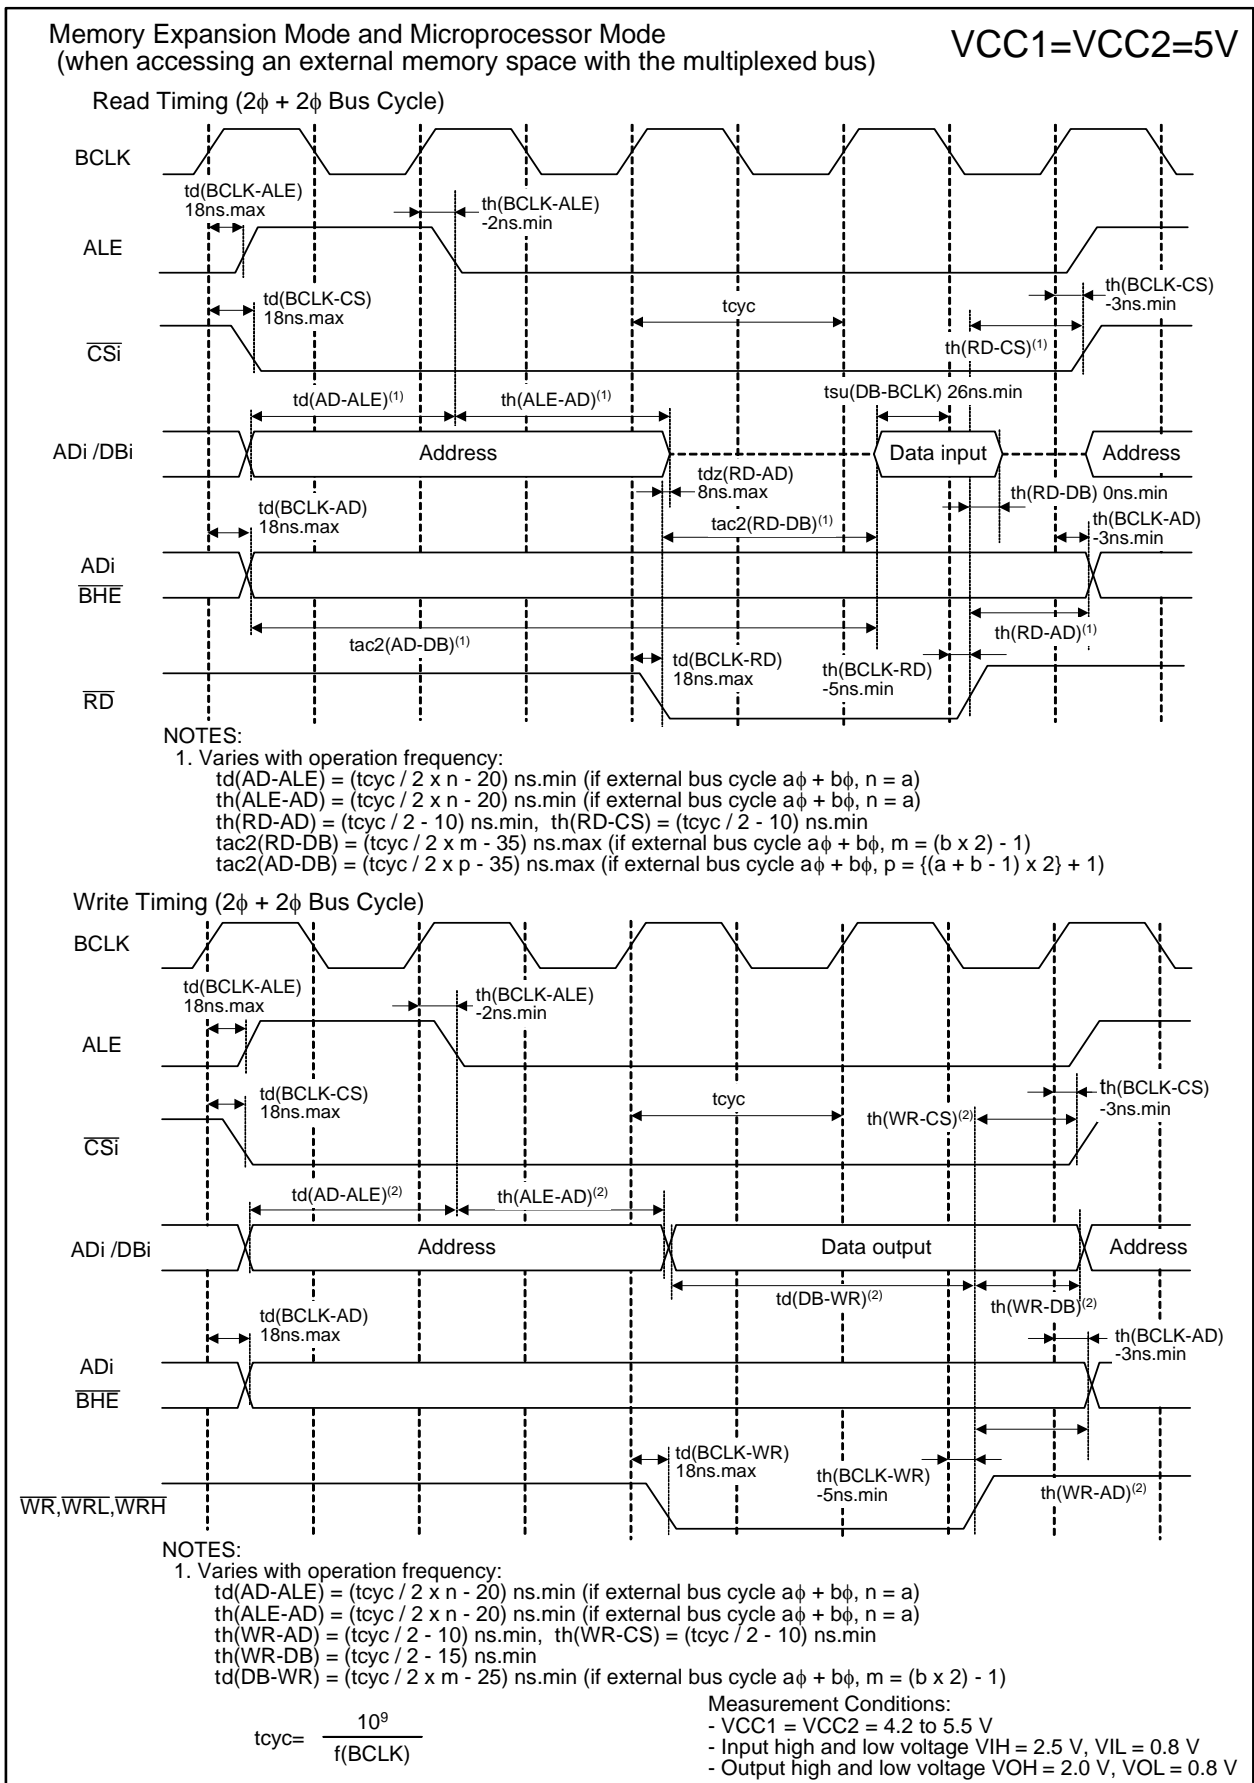 Memory Expansion Mode and Microprocessor Mode
(when accessing an external memory space with the multiplexed bus)
VCC1=VCC2=5V
Read Timing (2ϕ + 2ϕ Bus Cycle)
BCLK
td(BCLK-ALE)
18ns.max
th(BCLK-ALE)
-2ns.min
ALE
td(BCLK-CS)
18ns.max
tcyc
th(BCLK-CS)
-3ns.min
CSi
th(RD-CS)(1)
td(AD-ALE)(1)
th(ALE-AD)(1)
tsu(DB-BCLK) 26ns.min
ADi /DBi
Address
Data input
Address
tdz(RD-AD)
8ns.max
th(RD-DB) 0ns.min
td(BCLK-AD)
18ns.max
tac2(RD-DB)(1)
th(BCLK-AD)
-3ns.min
ADi
BHE
tac2(AD-DB)(1)
th(RD-AD)(1)
td(BCLK-RD)
18ns.max
th(BCLK-RD)
-5ns.min
RD
NOTES:
1. Varies with operation frequency:
td(AD-ALE) = (tcyc / 2 x n - 20) ns.min (if external bus cycle aϕ + bϕ, n = a)
th(ALE-AD) = (tcyc / 2 x n - 20) ns.min (if external bus cycle aϕ + bϕ, n = a)
th(RD-AD) = (tcyc / 2 - 10) ns.min, th(RD-CS) = (tcyc / 2 - 10) ns.min
tac2(RD-DB) = (tcyc / 2 x m - 35) ns.max (if external bus cycle aϕ + bϕ, m = (b x 2) - 1)
tac2(AD-DB) = (tcyc / 2 x p - 35) ns.max (if external bus cycle aϕ + bϕ, p = {(a + b - 1) x 2} + 1)
Write Timing (2ϕ + 2ϕ Bus Cycle)
BCLK
td(BCLK-ALE)
18ns.max
th(BCLK-ALE)
-2ns.min
ALE
td(BCLK-CS)
18ns.max
tcyc
th(WR-CS)(2)
th(BCLK-CS)
-3ns.min
CSi
td(AD-ALE)(2)
th(ALE-AD)(2)
ADi /DBi
Address
Data output
Address
td(DB-WR)(2)
th(WR-DB)(2)
td(BCLK-AD)
18ns.max
th(BCLK-AD)
-3ns.min
ADi
BHE
td(BCLK-WR)
18ns.max
th(BCLK-WR)
-5ns.min
th(WR-AD)(2)
WR,WRL,WRH
NOTES:
1. Varies with operation frequency:
td(AD-ALE) = (tcyc / 2 x n - 20) ns.min (if external bus cycle aϕ + bϕ, n = a)
th(ALE-AD) = (tcyc / 2 x n - 20) ns.min (if external bus cycle aϕ + bϕ, n = a)
th(WR-AD) = (tcyc / 2 - 10) ns.min, th(WR-CS) = (tcyc / 2 - 10) ns.min
th(WR-DB) = (tcyc / 2 - 15) ns.min
td(DB-WR) = (tcyc / 2 x m - 25) ns.min (if external bus cycle aϕ + bϕ, m = (b x 2) - 1)
tcyc= 10⁹ / f(BCLK)
Measurement Conditions:
- VCC1 = VCC2 = 4.2 to 5.5 V
- Input high and low voltage VIH = 2.5 V, VIL = 0.8 V
- Output high and low voltage VOH = 2.0 V, VOL = 0.8 V